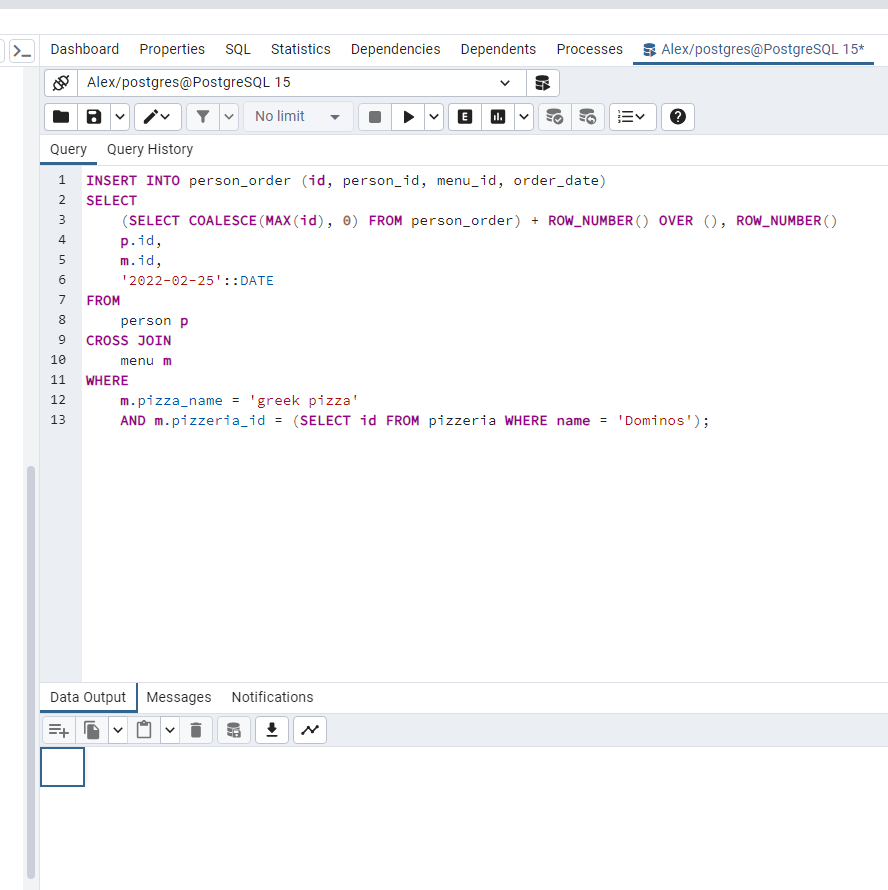 Dashboard Properties SQL Statistics Dependencies Dependents Processes Alex/postgres@PostgreSQL 15*
Alex/postgres@PostgreSQL 15
No limit E
Query Query History
1 INSERT INTO person_order (id, person_id, menu_id, order_date)
2 SELECT
3 (SELECT COALESCE(MAX(id), 0) FROM person_order) + ROW_NUMBER() OVER (), ROW_NUMBER()
4 p.id,
5 m.id,
6 '2022-02-25'::DATE
7 FROM
8 person p
9 CROSS JOIN
10 menu m
11 WHERE
12 m.pizza_name = 'greek pizza'
13 AND m.pizzeria_id = (SELECT id FROM pizzeria WHERE name = 'Dominos');
Data Output Messages Notifications